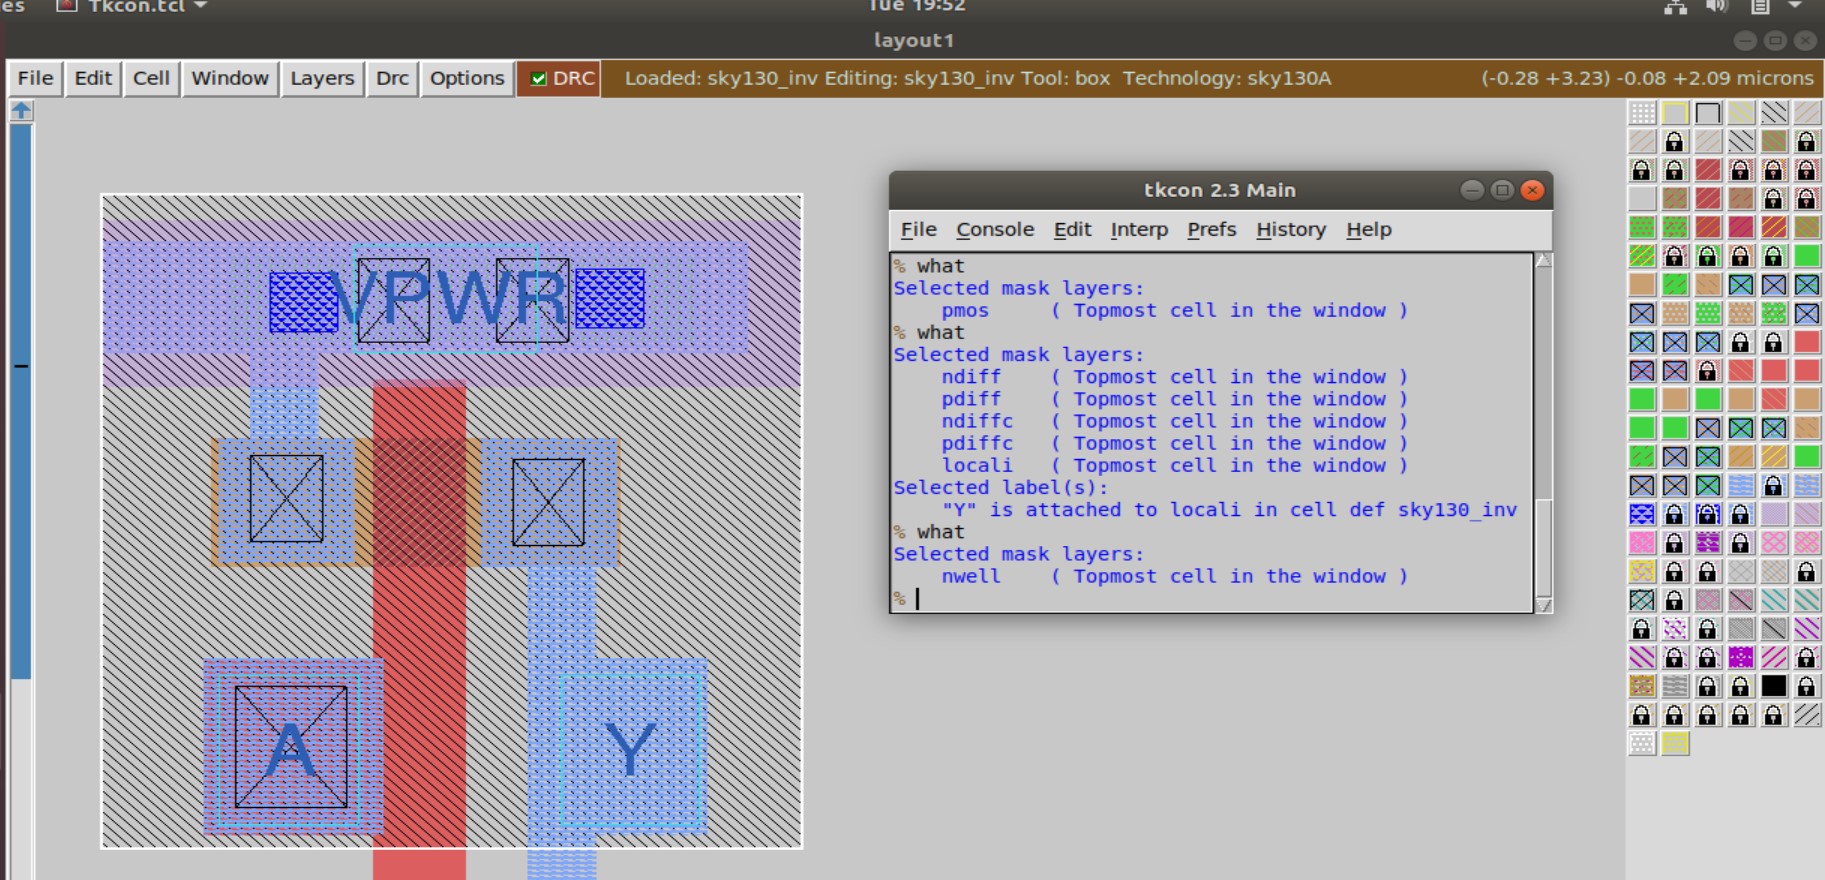 es Tkcon.tcl Tue 19:52
layout1
File Edit Cell Window Layers Drc Options DRC Loaded: sky130_inv Editing: sky130_inv Tool: box Technology: sky130A (-0.28 +3.23) -0.08 +2.09 microns
tkcon 2.3 Main
File Console Edit Interp Prefs History Help
% what
Selected mask layers:
pmos ( Topmost cell in the window )
% what
Selected mask layers:
ndiff ( Topmost cell in the window )
pdiff ( Topmost cell in the window )
ndiffc ( Topmost cell in the window )
pdiffc ( Topmost cell in the window )
locali ( Topmost cell in the window )
Selected label(s):
"Y" is attached to locali in cell def sky130_inv
% what
Selected mask layers:
nwell ( Topmost cell in the window )
%
VPWR
A Y